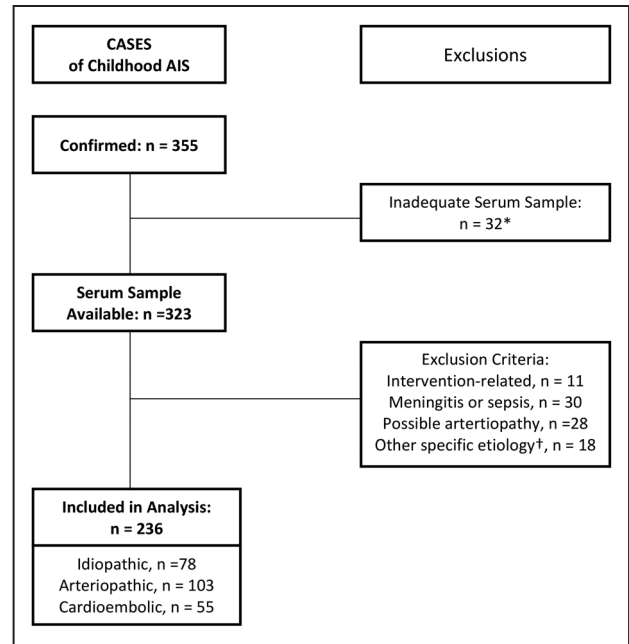 CASES
of Childhood AIS
Exclusions
Confirmed: n = 355
Inadequate Serum Sample:
n = 32*
Serum Sample
Available: n =323
Exclusion Criteria:
Intervention-related, n = 11
Meningitis or sepsis, n = 30
Possible artertiopathy, n =28
Other specific etiology†, n = 18
Included in Analysis:
n = 236
Idiopathic, n =78
Arteriopathic, n = 103
Cardioembolic, n = 55